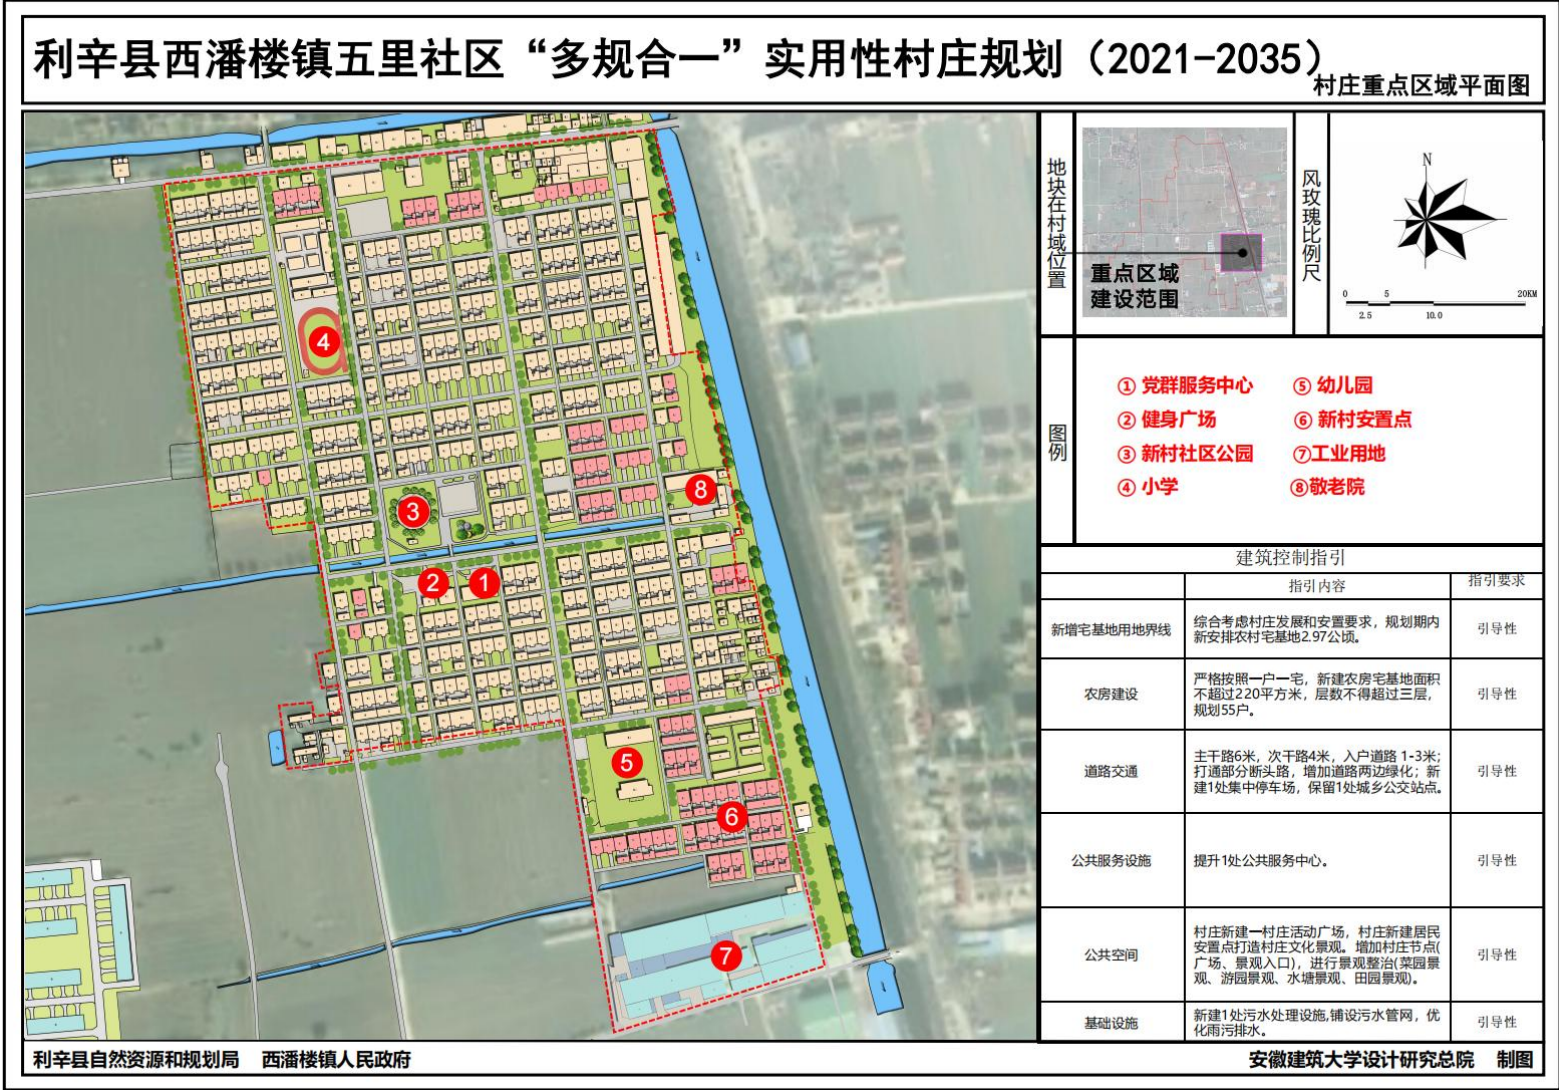 利辛县西潘楼镇五里社区“多规合一”实用性村庄规划（2021-2035）
村庄重点区域平面图
地块在村域位置
重点区域
建设范围
风玫瑰比例尺
N
0 5 20KM
2.5 10.0
图例
① 党群服务中心 ⑤ 幼儿园
② 健身广场 ⑥ 新村安置点
③ 新村社区公园 ⑦工业用地
④ 小学 ⑧敬老院
4
3
8
2
1
5
6
7
建筑控制指引
指引内容 指引要求
新增宅基地用地界线
综合考虑村庄发展和安置要求，规划期内
新安排农村宅基地2.97公顷。
引导性
农房建设
严格按照一户一宅，新建农房宅基地面积
不超过220平方米，层数不得超过三层，
规划55户。
引导性
道路交通
主干路6米，次干路4米，入户道路 1-3米；
打通部分断头路，增加道路两边绿化；新
建1处集中停车场，保留1处城乡公交站点。
引导性
公共服务设施
提升1处公共服务中心。
引导性
公共空间
村庄新建一村庄活动广场，村庄新建居民
安置点打造村庄文化景观。增加村庄节点(
广场、景观入口)，进行景观整治(菜园景
观、游园景观、水塘景观、田园景观)。
引导性
基础设施
新建1处污水处理设施,铺设污水管网，优
化雨污排水。
引导性
利辛县自然资源和规划局 西潘楼镇人民政府
安徽建筑大学设计研究总院 制图